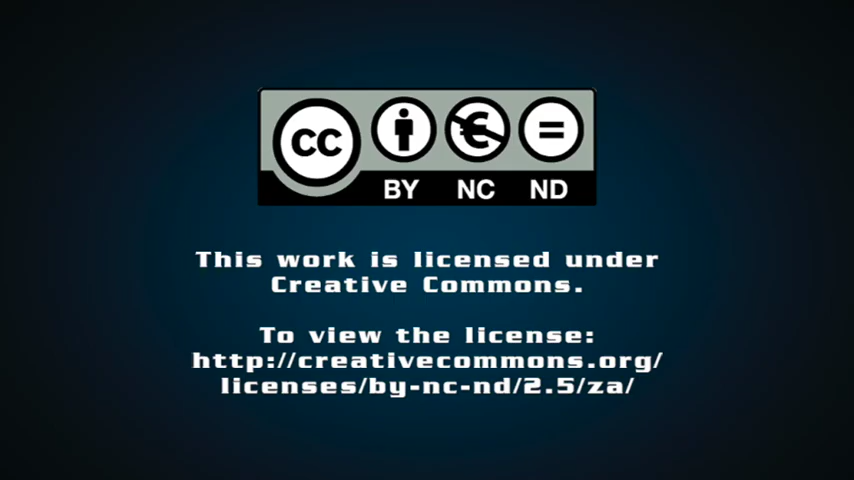 CC
BY NC ND
This work is licensed under
Creative Commons.
To view the license:
http://creativecommons.org/
licenses/by-nc-nd/2.5/za/